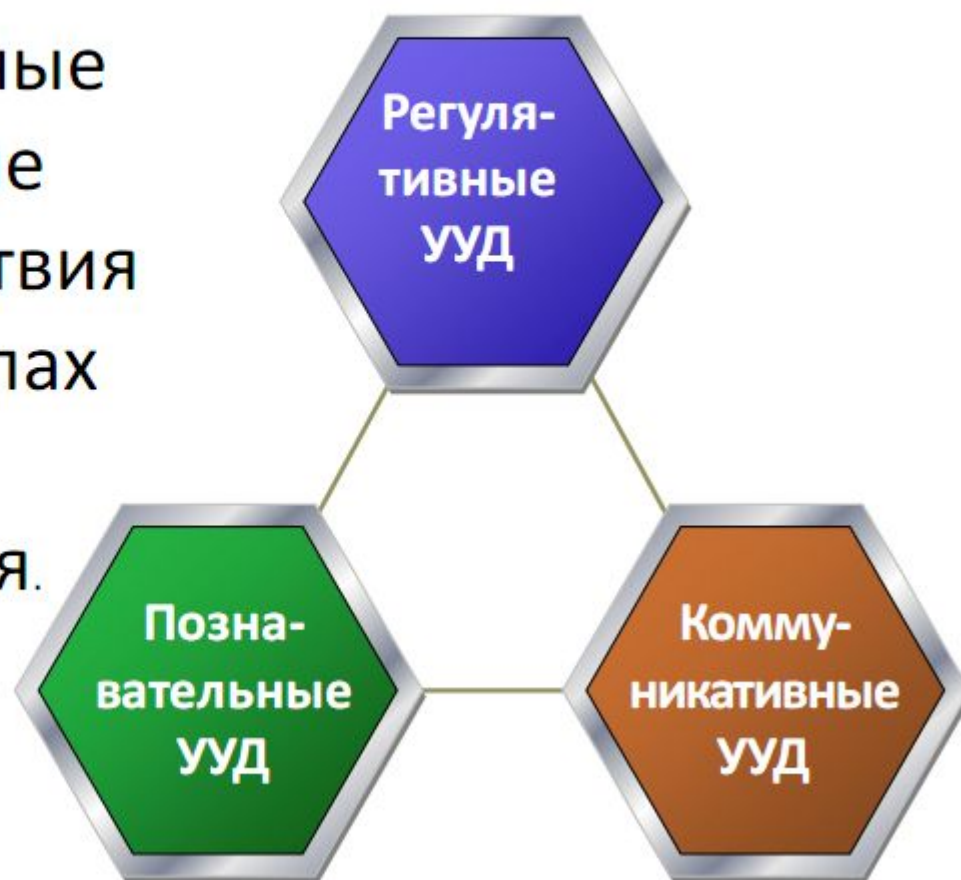 ные
е
твия
лах
я.
Регуля-
тивные
УУД
Позна-
вательные
УУД
Комму-
никативные
УУД